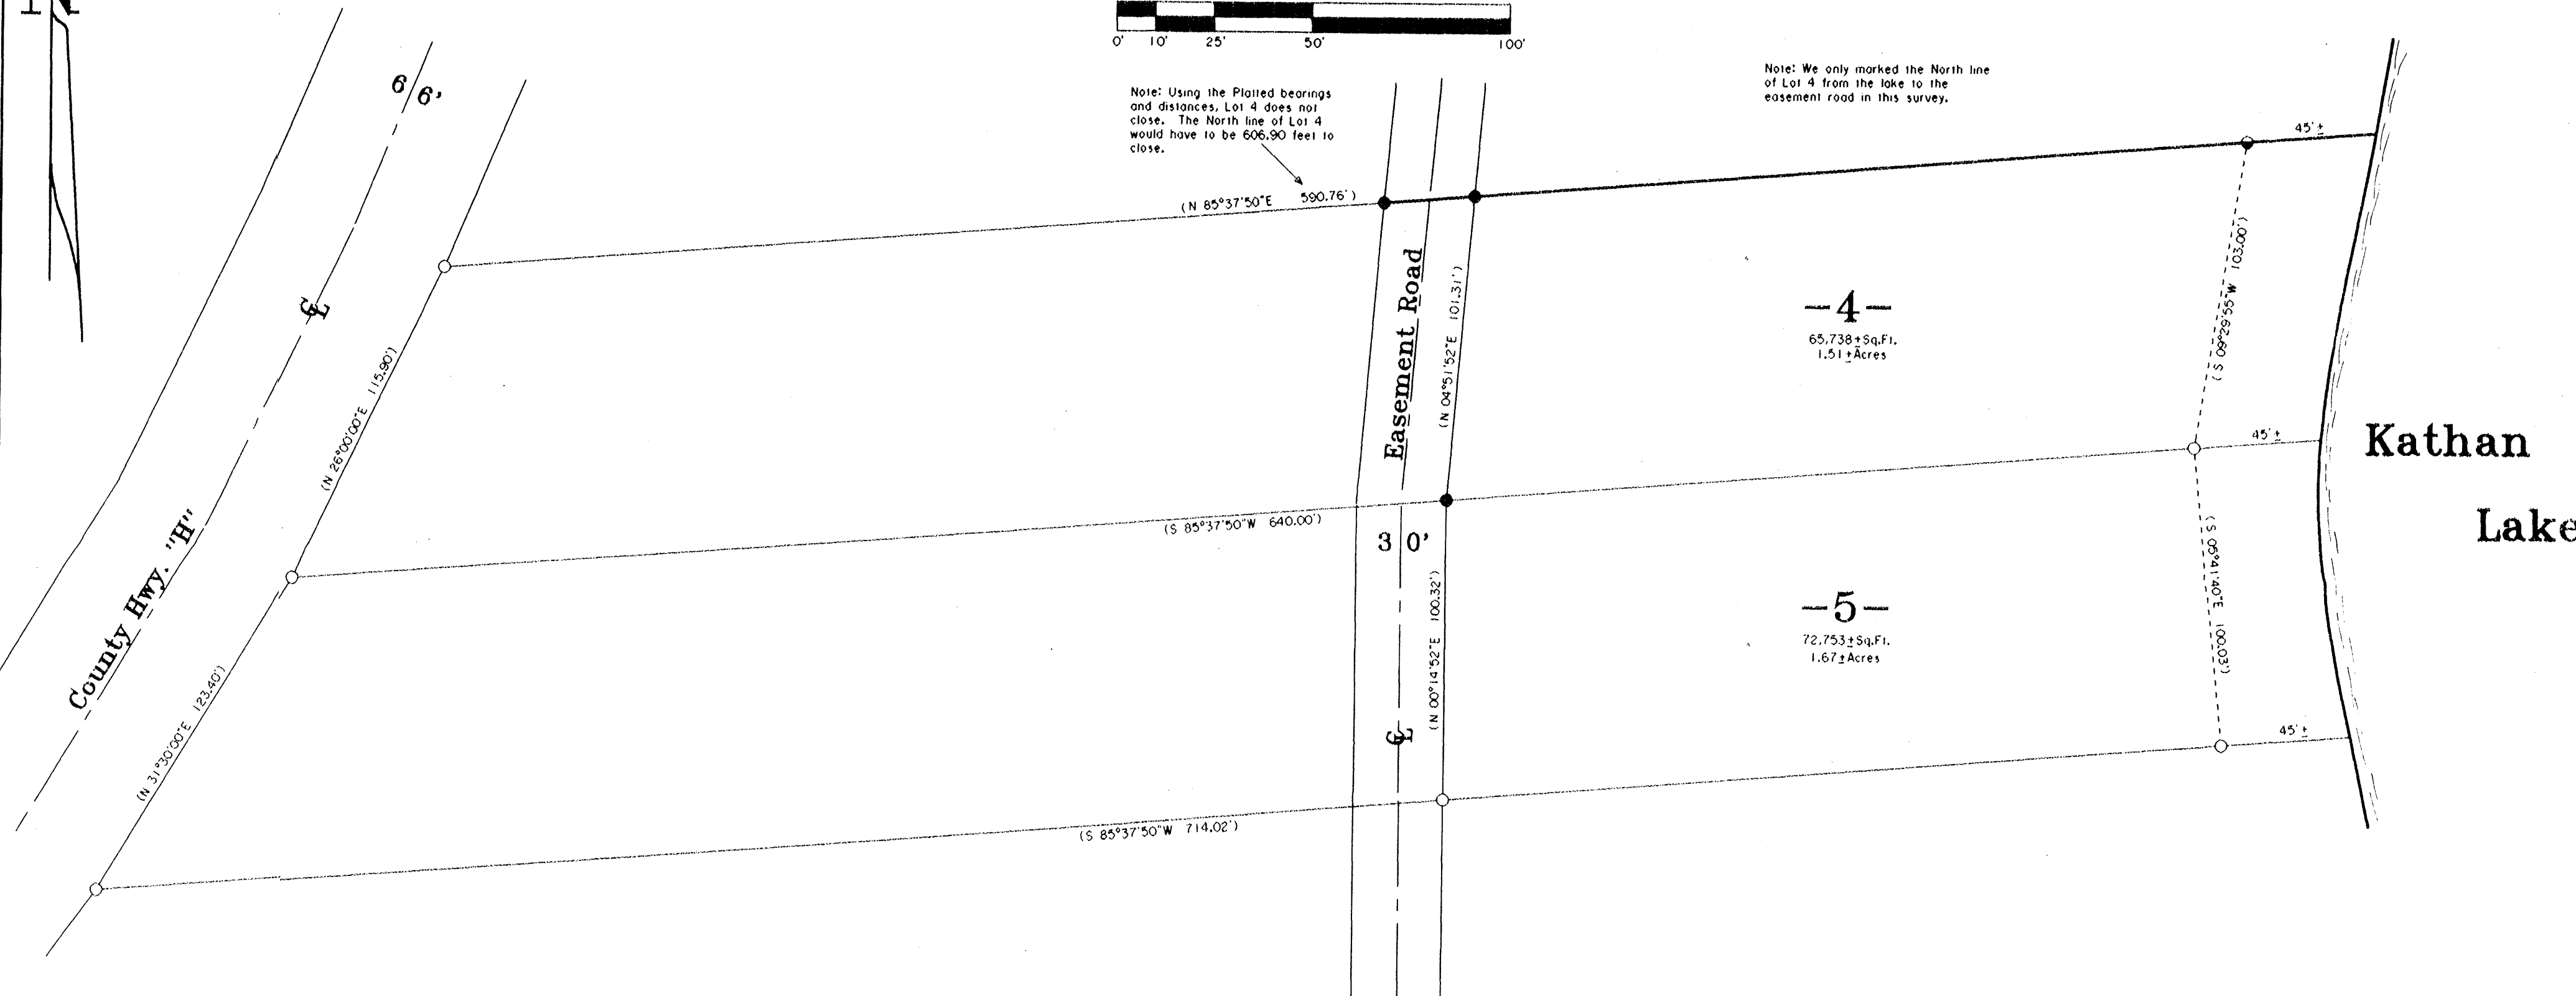 N
0' 10' 25' 50' 100'
66'
Note: Using the Platted bearings
and distances, Lot 4 does not
close. The North line of Lot 4
would have to be 606.90 feet to
close.
Note: We only marked the North line
of Lot 4 from the lake to the
easement road in this survey.
45'±
(N 85°37'50"E 590.76')
(S 09°29'55"W 103.00')
Easement Road
(N 04°51'52"E 101.31')
-4-
65,738±Sq.Ft.
1.51±Acres
℄
(N 26°00'00"E 115.90')
45'±
Kathan
Lake
(S 85°37'50"W 640.00')
30'
County Hwy. "H"
(S 05°41'40"E 100.03')
(N 00°14'52"E 100.32')
-5-
72,753±Sq.Ft.
1.67±Acres
(N 31°30'00"E 123.40')
℄
45'±
(S 85°37'50"W 714.02')